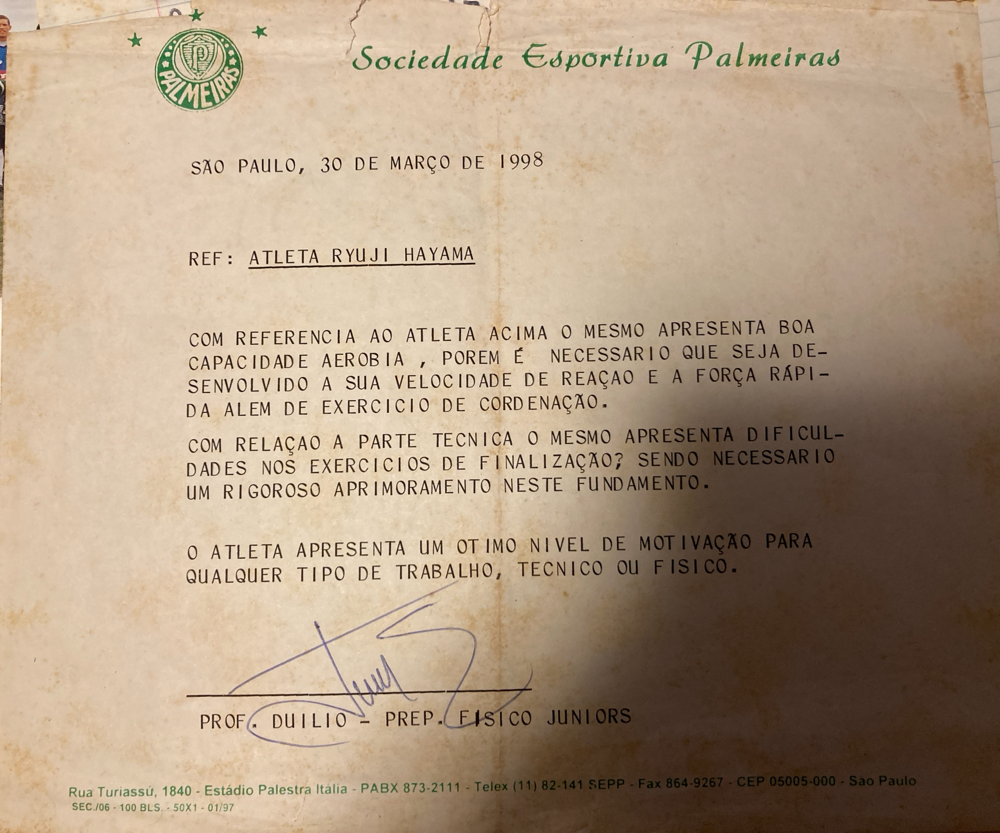 PALMEIRAS
Sociedade Esportiva Palmeiras
SÃO PAULO, 30 DE MARÇO DE 1998
REF: ATLETA RYUJI HAYAMA
COM REFERENCIA AO ATLETA ACIMA O MESMO APRESENTA BOA
CAPACIDADE AEROBIA , POREM É NECESSARIO QUE SEJA DE-
SENVOLVIDO A SUA VELOCIDADE DE REAÇAO E A FORÇA RÁPI-
DA ALEM DE EXERCICIO DE CORDENAÇÃO.
COM RELAÇAO A PARTE TECNICA O MESMO APRESENTA DIFICUL-
DADES NOS EXERCICIOS DE FINALIZAÇÃO? SENDO NECESSARIO
UM RIGOROSO APRIMORAMENTO NESTE FUNDAMENTO.
O ATLETA APRESENTA UM OTIMO NIVEL DE MOTIVAÇÃO PARA
QUALQUER TIPO DE TRABALHO, TECNICO OU FISICO.
PROF. DUILIO - PREP. FISICO JUNIORS
Rua Turiassú, 1840 - Estádio Palestra Itália - PABX 873-2111 - Telex (11) 82-141 SEPP - Fax 864-9267 - CEP 05005-000 - São Paulo
SEC./06 - 100 BLS. - 50X1 - 01/97